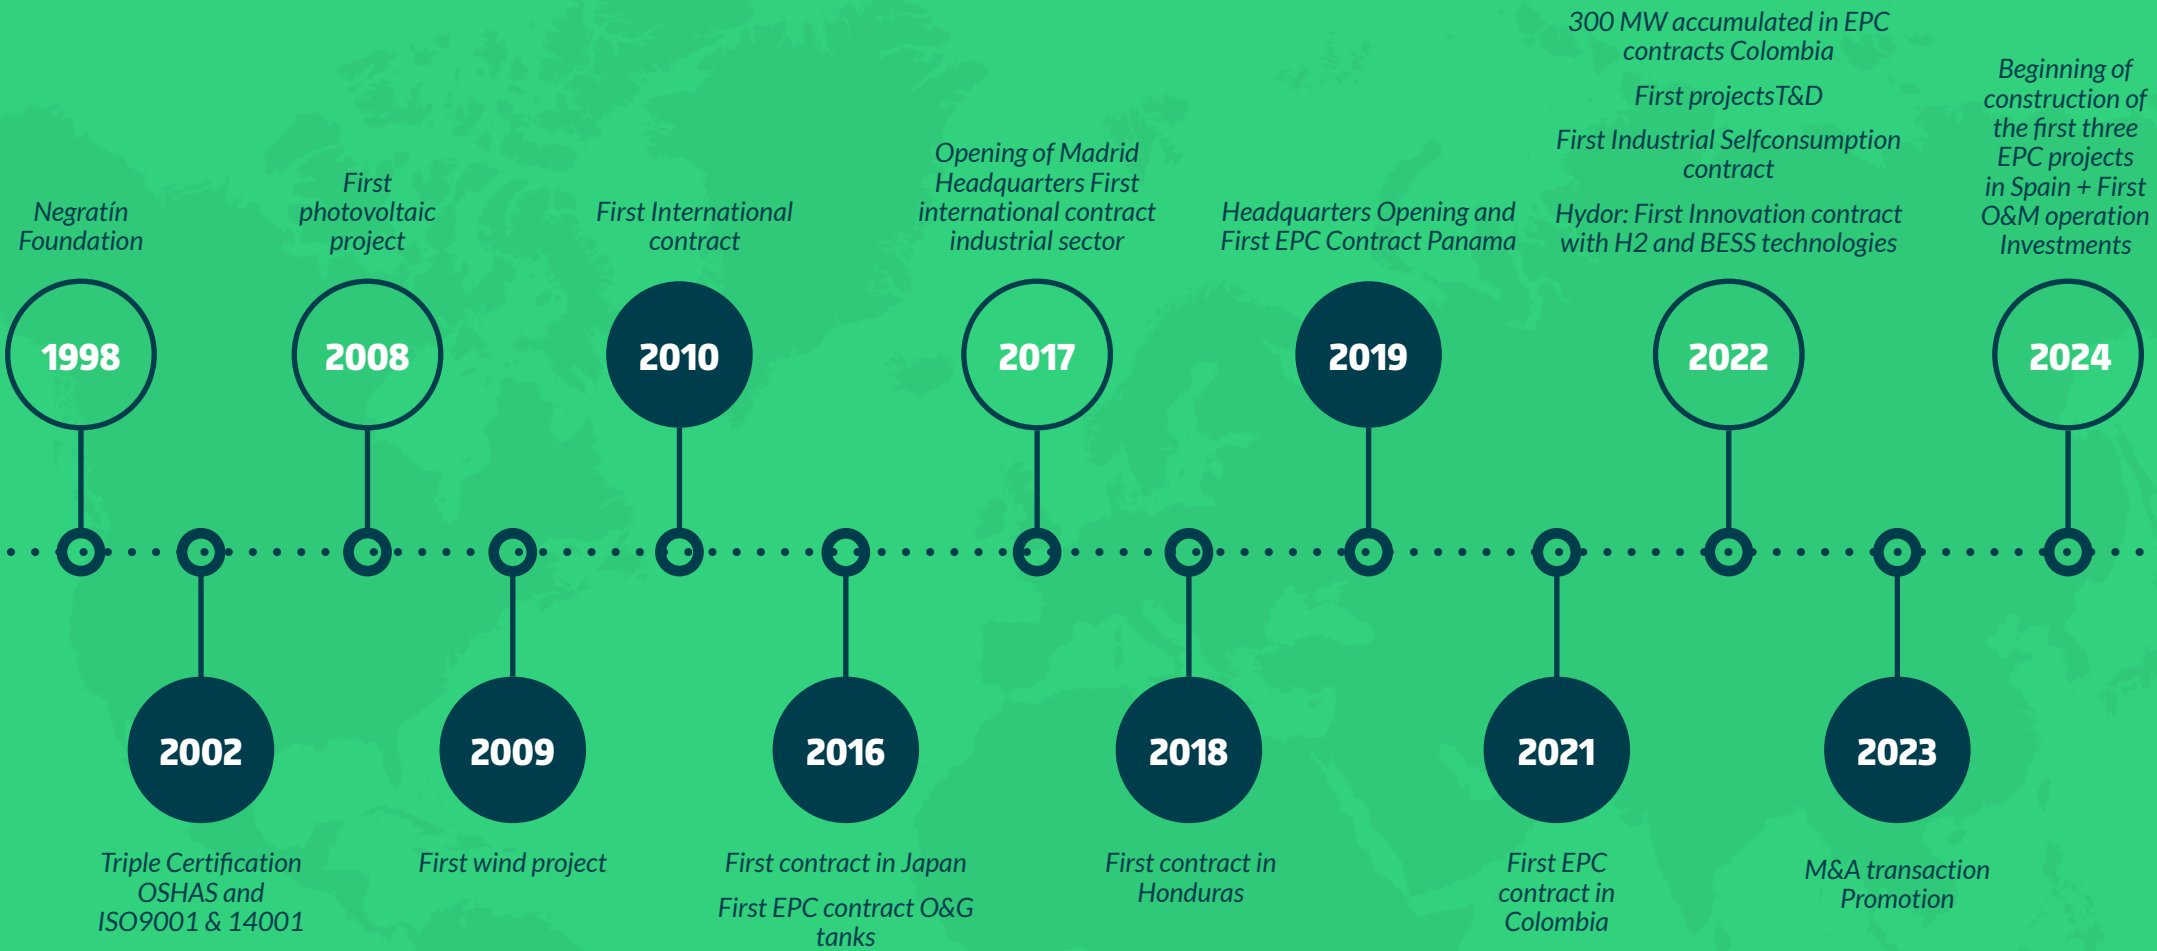 Negratín
Foundation
1998
Triple Certification
OSHAS and
ISO9001 & 14001
2002
First
photovoltaic
project
2008
First wind project
2009
First International
contract
2010
First contract in Japan
First EPC contract O&G
tanks
2016
Opening of Madrid
Headquarters First
international contract
industrial sector
2017
First contract in
Honduras
2018
Headquarters Opening and
First EPC Contract Panama
2019
First EPC
contract in
Colombia
2021
300 MW accumulated in EPC
contracts Colombia
First projectsT&D
First Industrial Selfconsumption
contract
Hydor: First Innovation contract
with H2 and BESS technologies
2022
M&A transaction
Promotion
2023
Beginning of
construction of
the first three
EPC projects
in Spain + First
O&M operation
Investments
2024